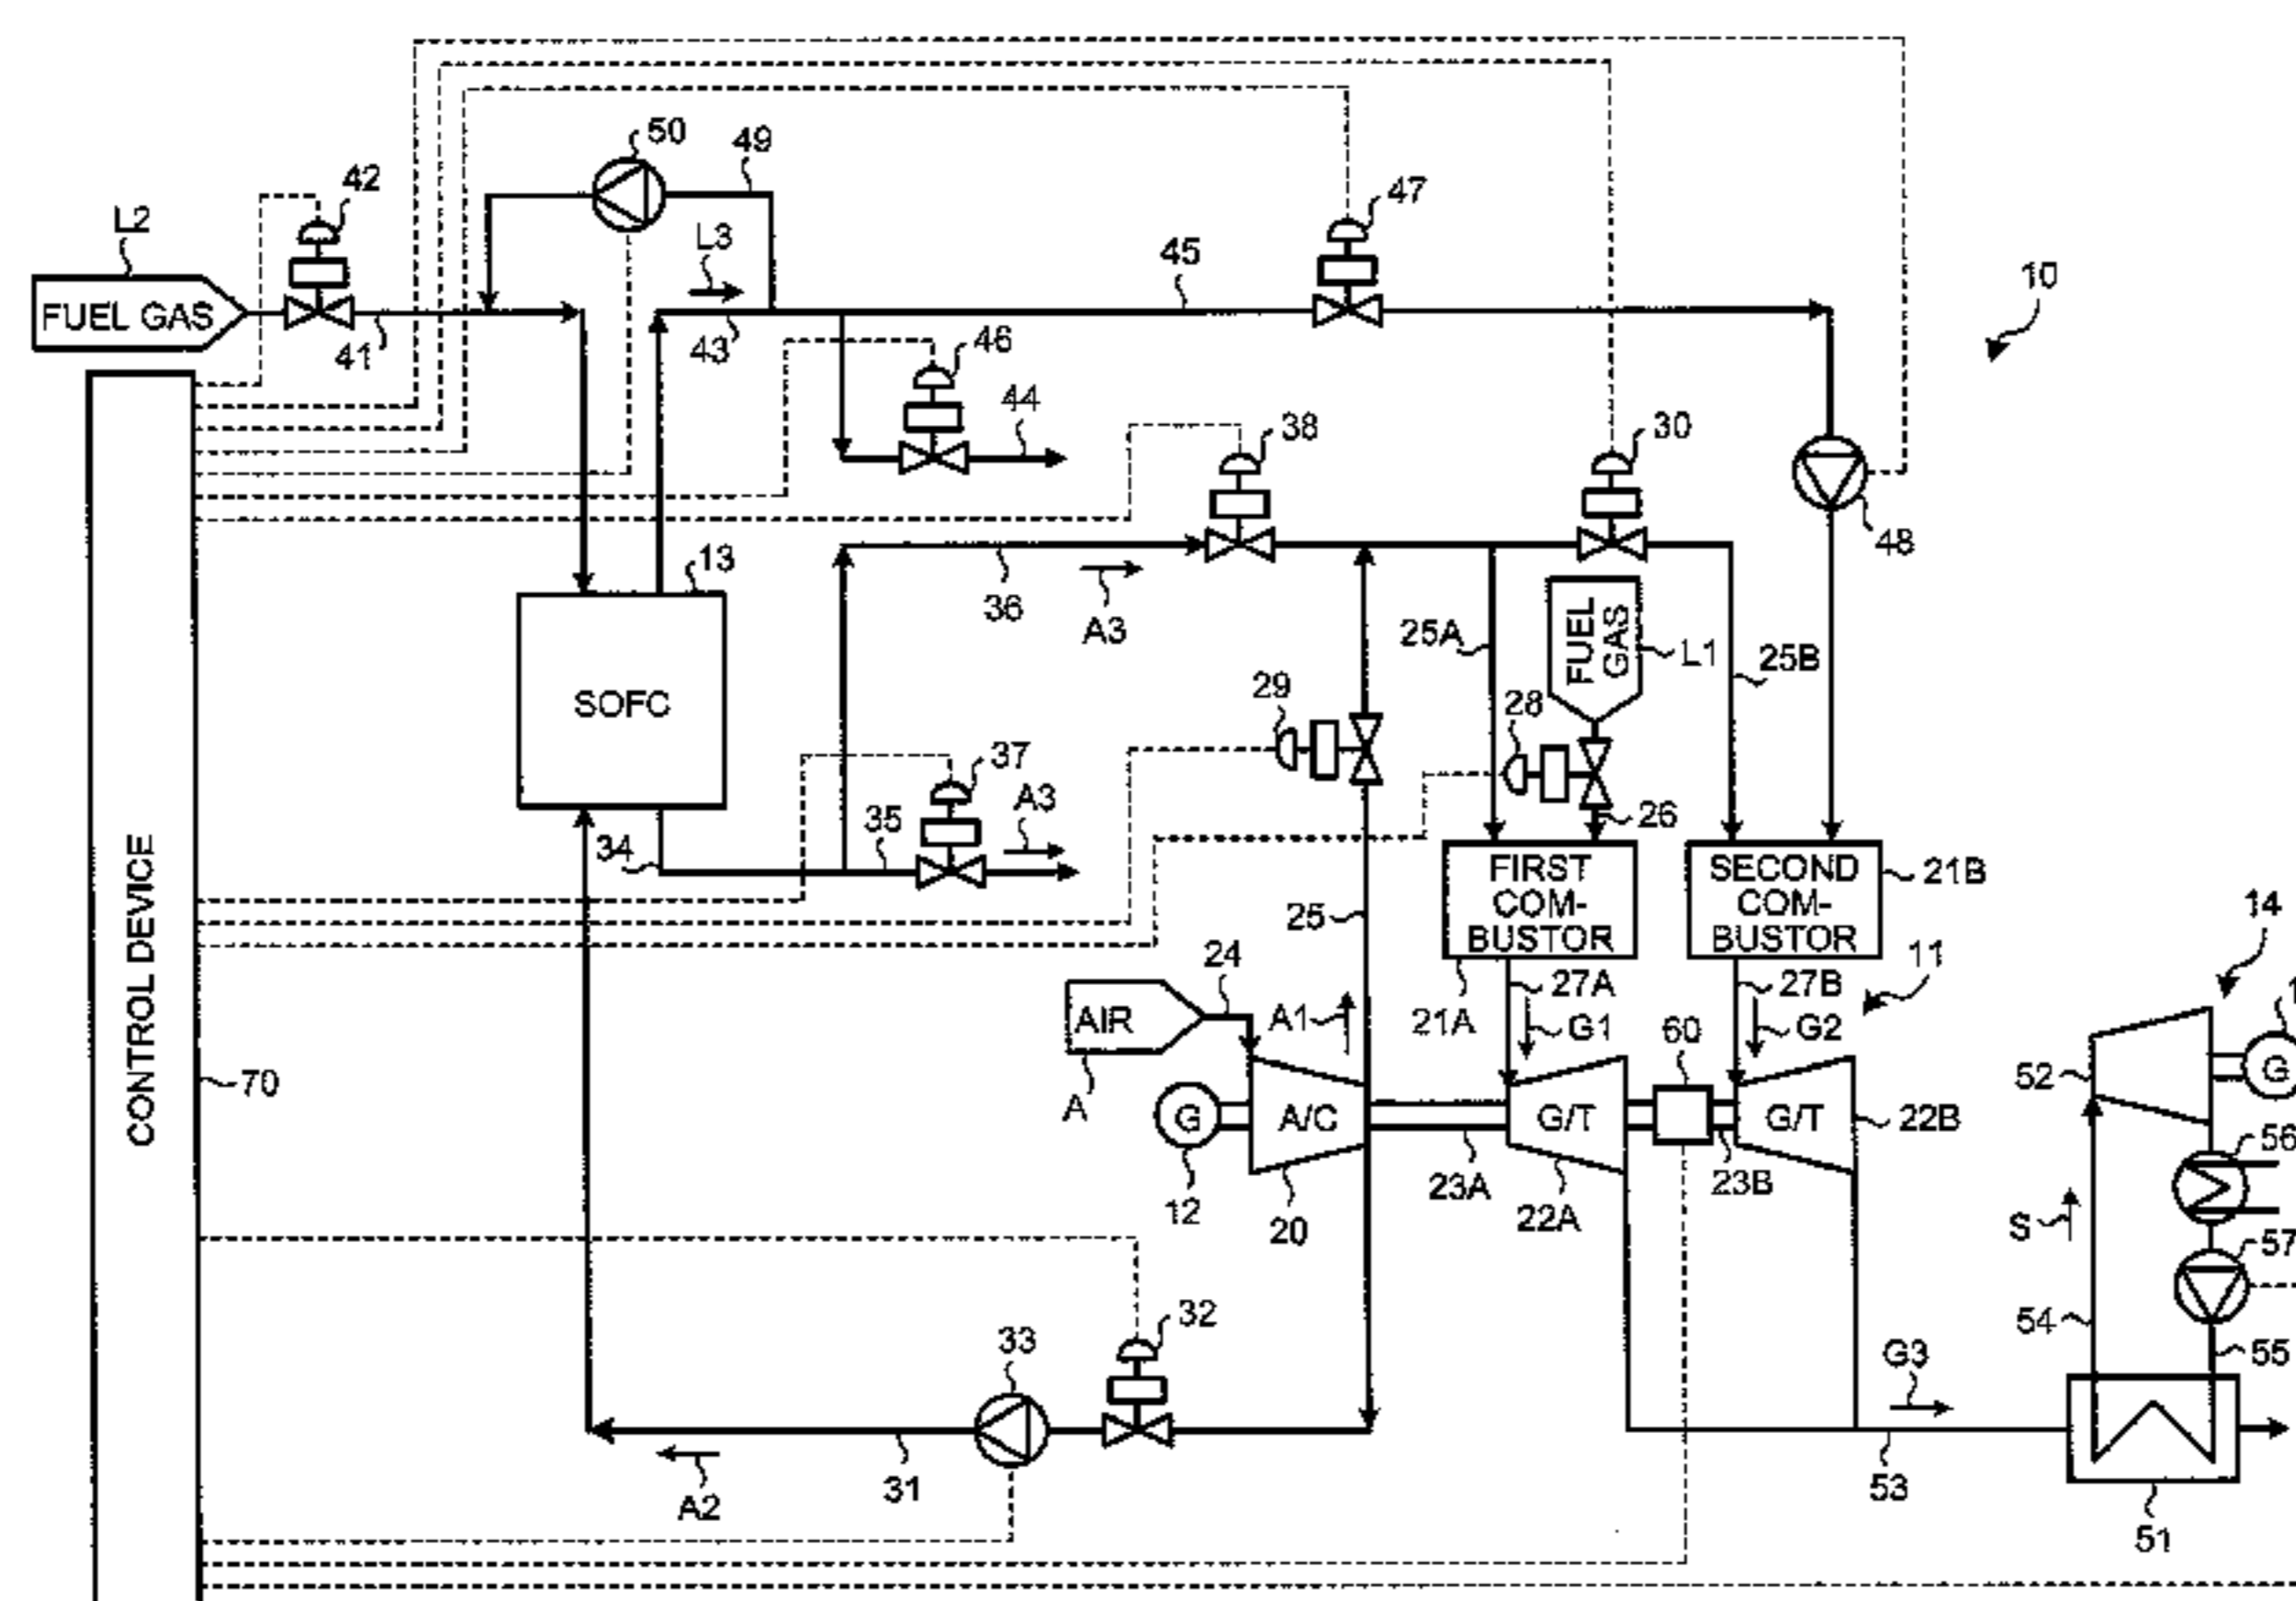 50
49
42
47
L2
L3
45
10
FUEL GAS
41
43
46
44
38
30
48
13
36
A3
25A
FUEL
GAS
L1
25B
SOFC
29
28
37
A3
26
34
35
FIRST
COM-
BUSTOR
SECOND
COM-
BUSTOR
21B
CONTROL DEVICE
25
14
24
27A
27B
11
AIR
A1
21A
G1
60
G2
70
A
52
G
G
A/C
G/T
G/T
22B
56
12
20
23A
22A
23B
S
57
33
32
54
55
G3
A2
31
53
51